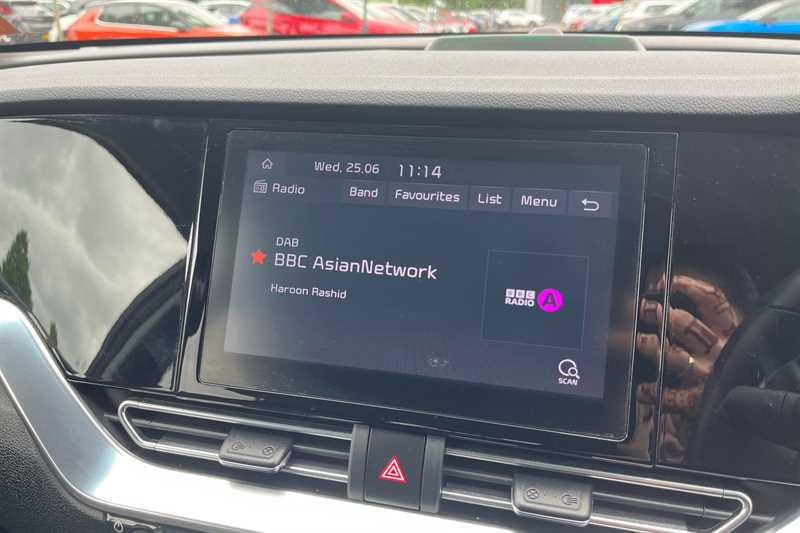 Wed, 25.06 11:14
Radio Band Favourites List Menu
DAB
BBC AsianNetwork
Haroon Rashid
BBC
RADIO A
SCAN